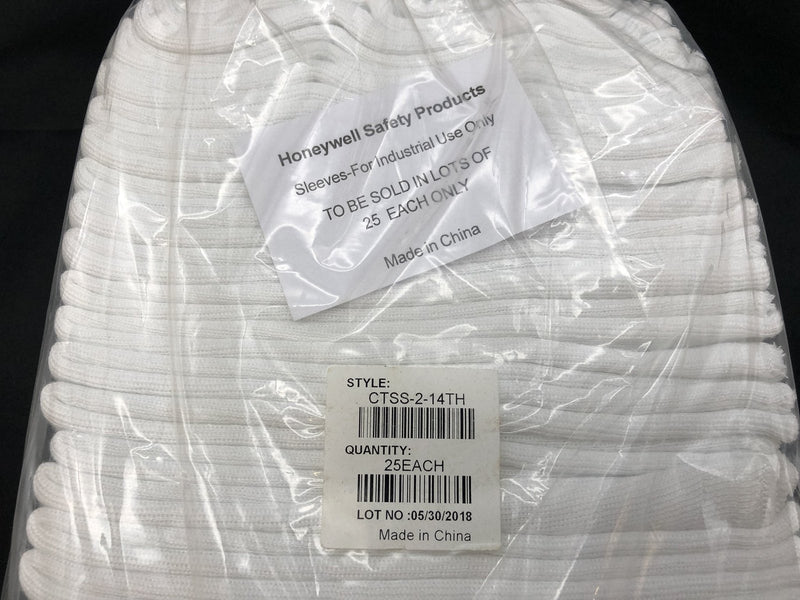 Honeywell Safety Products
Sleeves-For Industrial Use Only
TO BE SOLD IN LOTS OF
25 EACH ONLY
Made in China
STYLE:
CTSS-2-14TH
QUANTITY:
25EACH
LOT NO :05/30/2018
Made in China